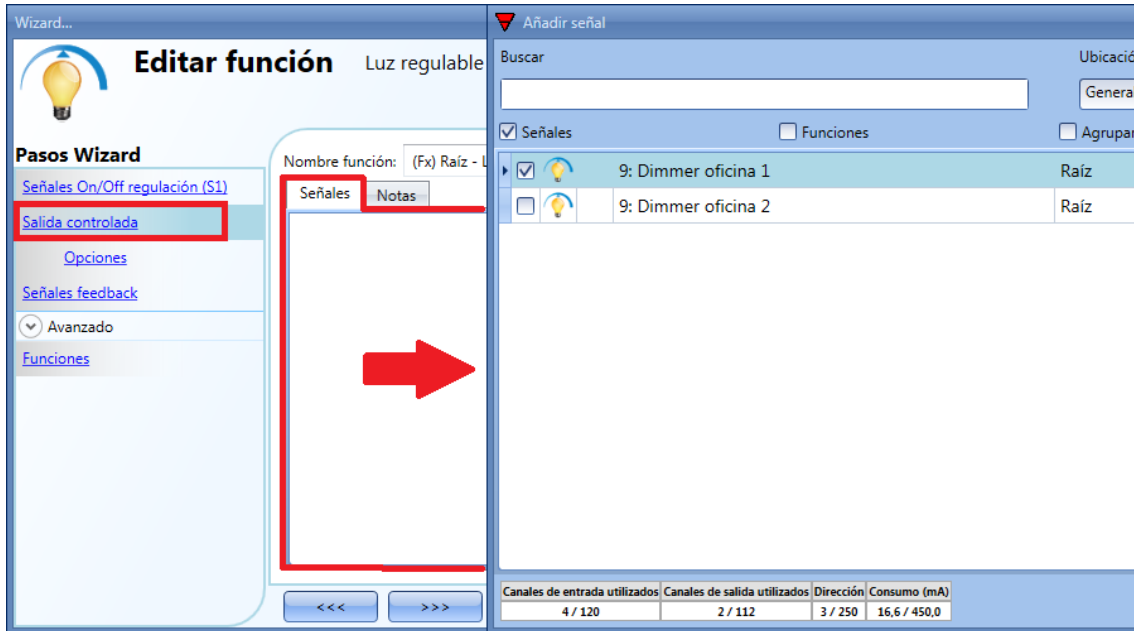 Wizard...
Editar función
Luz regulable
Pasos Wizard
Señales On/Off regulación (S1)
Salida controlada
Opciones
Señales feedback
Avanzado
Funciones
Nombre función: (Fx) Raíz - L
Señales Notas
<<< >>>
Añadir señal
Buscar Ubicació
Genera
Señales Funciones Agrupar
9: Dimmer oficina 1 Raíz
9: Dimmer oficina 2 Raíz
Canales de entrada utilizados Canales de salida utilizados Dirección Consumo (mA)
4 / 120 2 / 112 3 / 250 16,6 / 450,0